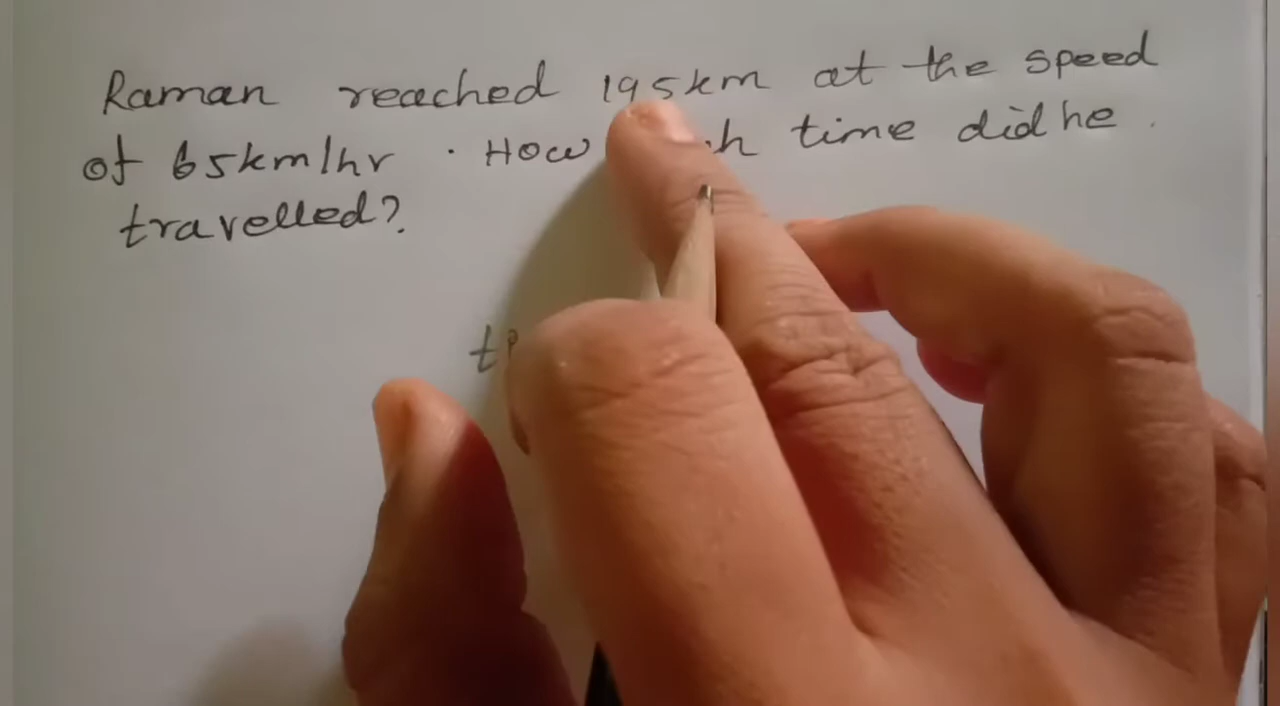 Raman reached 195km at the speed
of 65km/hr . How time did he .
travelled?